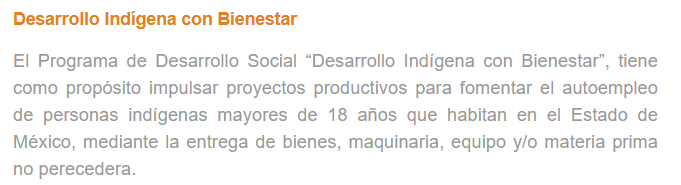 Desarrollo Indígena con Bienestar
El Programa de Desarrollo Social “Desarrollo Indígena con Bienestar”, tiene
como propósito impulsar proyectos productivos para fomentar el autoempleo
de personas indígenas mayores de 18 años que habitan en el Estado de
México, mediante la entrega de bienes, maquinaria, equipo y/o materia prima
no perecedera.